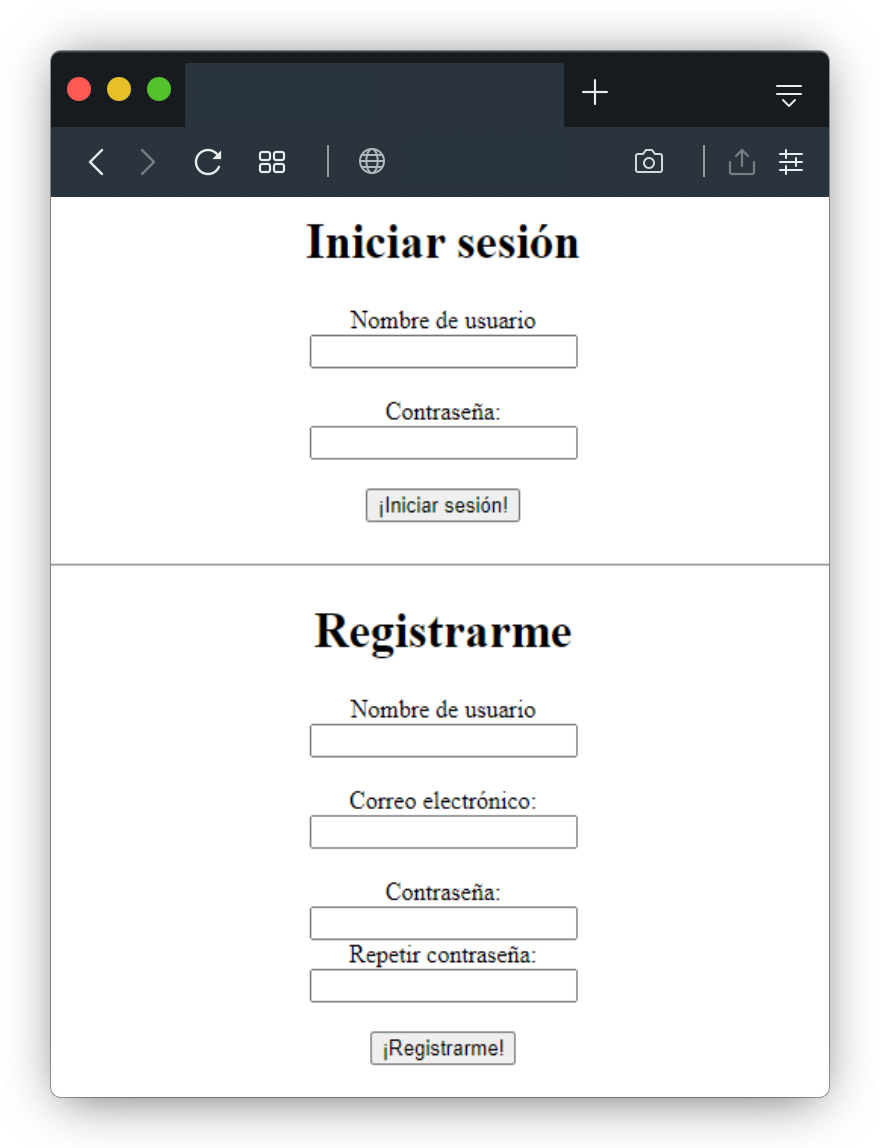 Iniciar sesión
Nombre de usuario
Contraseña:
¡Iniciar sesión!
Registrarme
Nombre de usuario
Correo electrónico:
Contraseña:
Repetir contraseña:
¡Registrarme!